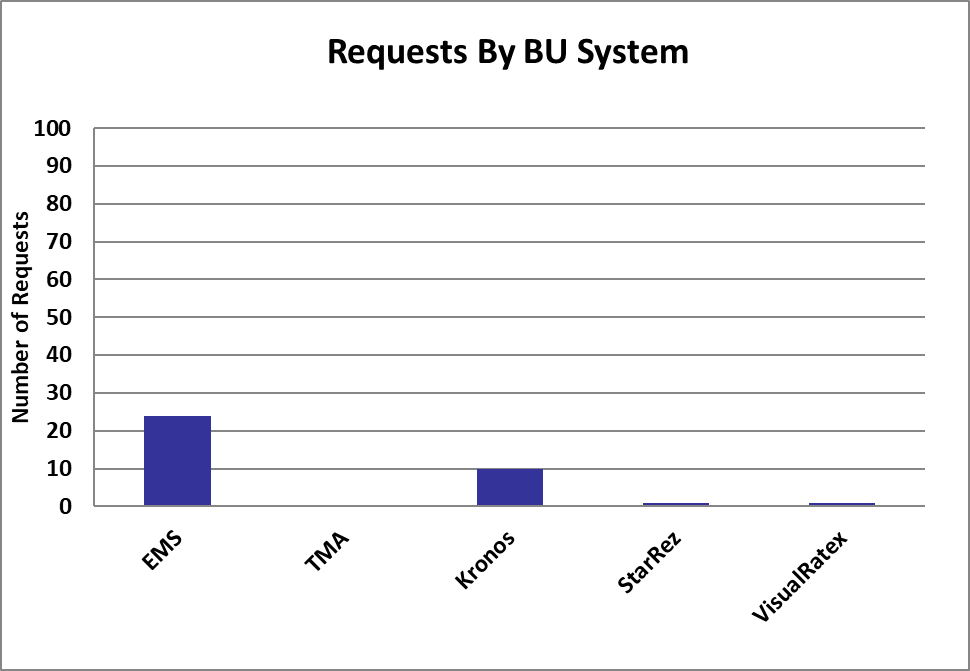 Requests By BU System
Number of Requests
100
90
80
70
60
50
40
30
20
10
0
EMS
TMA
Kronos
StarRez
VisualRatex